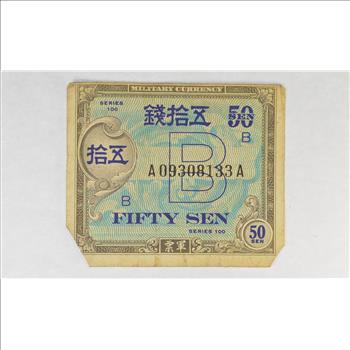 MILITARY CURRENCY
SERIES 100
錢拾五
50
SEN
B
拾五
B
A09308133A
B
FIFTY SEN
SERIES 100
50
SEN
票軍